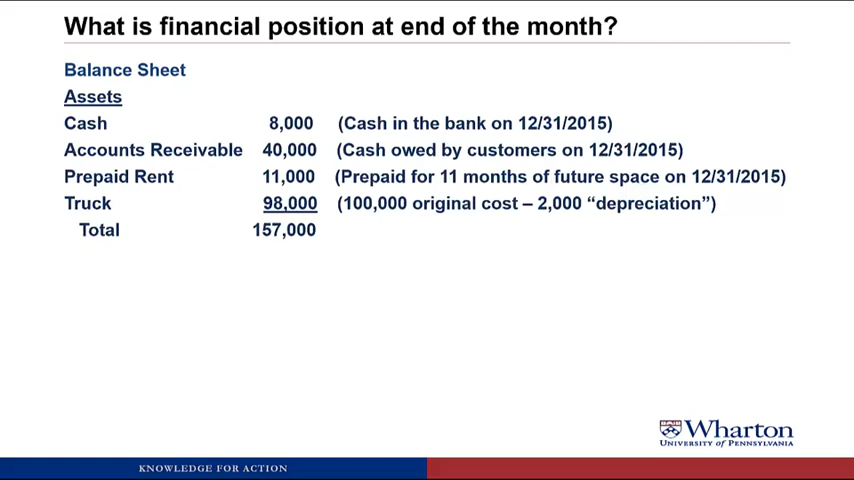 What is financial position at end of the month?
Balance Sheet
Assets
Cash 8,000 (Cash in the bank on 12/31/2015)
Accounts Receivable 40,000 (Cash owed by customers on 12/31/2015)
Prepaid Rent 11,000 (Prepaid for 11 months of future space on 12/31/2015)
Truck 98,000 (100,000 original cost – 2,000 “depreciation”)
Total 157,000
Wharton
UNIVERSITY OF PENNSYLVANIA
KNOWLEDGE FOR ACTION